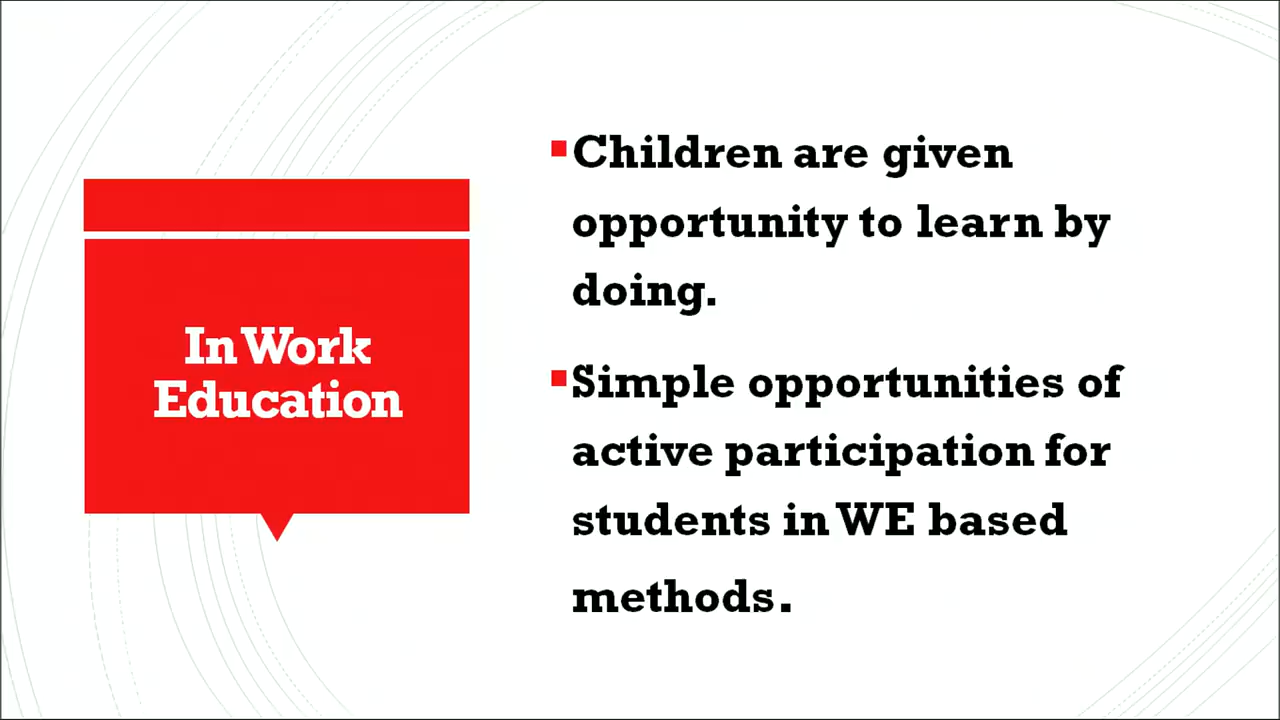 In Work
Education
Children are given
opportunity to learn by
doing.
Simple opportunities of
active participation for
students in WE based
methods.